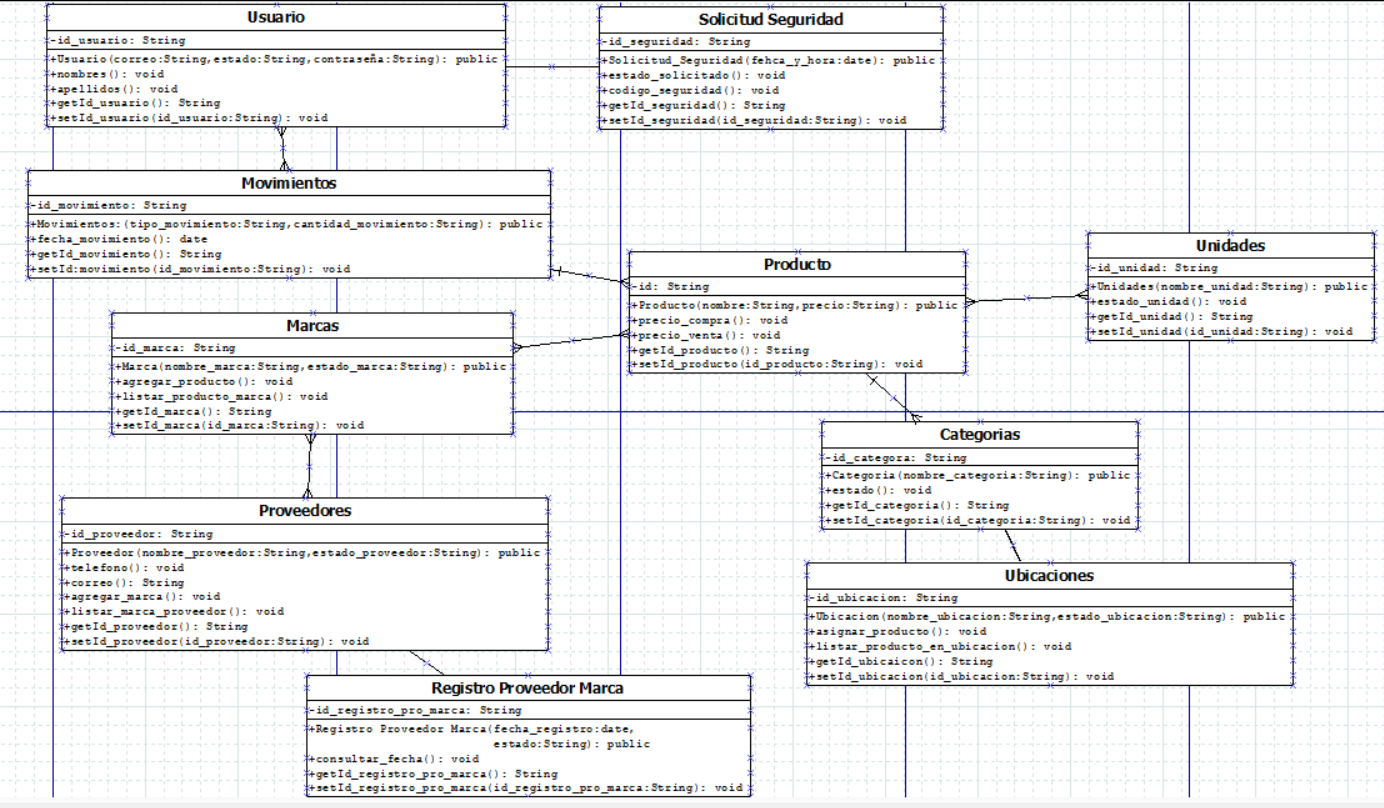 Usuario
-id_usuario: String
+Usuario(correo:String,estado:String,contraseña:String): public
+nombres(): void
+apellidos(): void
+getId_usuario(): String
+setId_usuario(id_usuario:String): void
Solicitud Seguridad
-id_seguridad: String
+Solicitud_Seguridad(fehca_y_hora:date): public
+estado_solicitado(): void
+codigo_seguridad(): void
+getId_seguridad(): String
+setId_seguridad(id_seguridad:String): void
Movimientos
-id_movimiento: String
+Movimientos:(tipo_movimiento:String,cantidad_movimiento:String): public
+fecha_movimiento(): date
+getId_movimiento(): String
+setId:movimiento(id_movimiento:String): void
Producto
-id: String
+Producto(nombre:String,precio:String): public
+precio_compra(): void
+precio_venta(): void
+getId_producto(): String
+setId_producto(id_producto:String): void
Unidades
-id_unidad: String
+Unidades(nombre_unidad:String): public
+estado_unidad(): void
+getId_unidad(): String
+setId_unidad(id_unidad:String): void
Marcas
-id_marca: String
+Marca(nombre_marca:String,estado_marca:String): public
+agregar_producto(): void
+listar_producto_marca(): void
+getId_marca(): String
+setId_marca(id_marca:String): void
Categorias
-id_categora: String
+Categoria(nombre_categoria:String): public
+estado(): void
+getId_categoria(): String
+setId_categoria(id_categoria:String): void
Proveedores
-id_proveedor: String
+Proveedor(nombre_proveedor:String,estado_proveedor:String): public
+telefono(): void
+correo(): String
+agregar_marca(): void
+listar_marca_proveedor(): void
+getId_proveedor(): String
+setId_proveedor(id_proveedor:String): void
Ubicaciones
-id_ubicacion: String
+Ubicacion(nombre_ubicacion:String,estado_ubicacion:String): public
+asignar_producto(): void
+listar_producto_en_ubicacion(): void
+getId_ubicaicon(): String
+setId_ubicacion(id_ubicacion:String): void
Registro Proveedor Marca
-id_registro_pro_marca: String
+Registro Proveedor Marca(fecha_registro:date,
estado:String): public
+consultar_fecha(): void
+getId_registro_pro_marca(): String
+setId_registro_pro_marca(id_registro_pro_marca:String): void